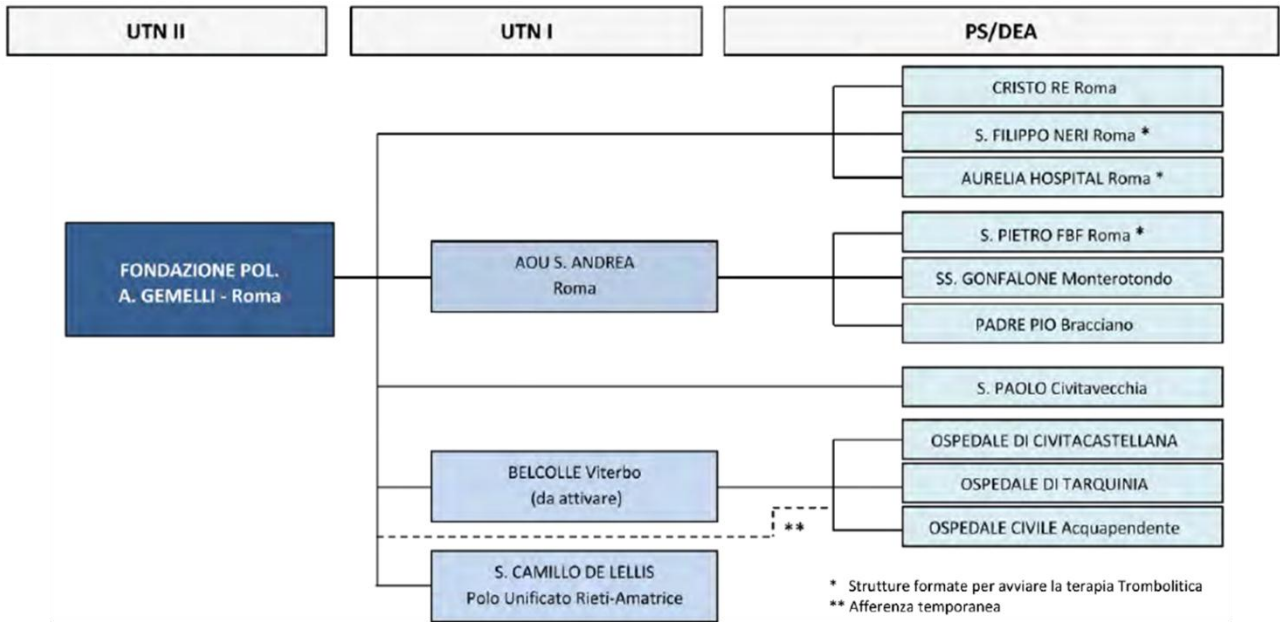 UTN II
UTN I
PS/DEA
CRISTO RE Roma
S. FILIPPO NERI Roma *
AURELIA HOSPITAL Roma *
FONDAZIONE POL.
A. GEMELLI - Roma
AOU S. ANDREA
Roma
S. PIETRO FBF Roma *
SS. GONFALONE Monterotondo
PADRE PIO Bracciano
S. PAOLO Civitavecchia
BELCOLLE Viterbo
(da attivare)
OSPEDALE DI CIVITACASTELLANA
OSPEDALE DI TARQUINIA
OSPEDALE CIVILE Acquapendente
**
S. CAMILLO DE LELLIS
Polo Unificato Rieti-Amatrice
* Strutture formate per avviare la terapia Trombolitica
** Afferenza temporanea